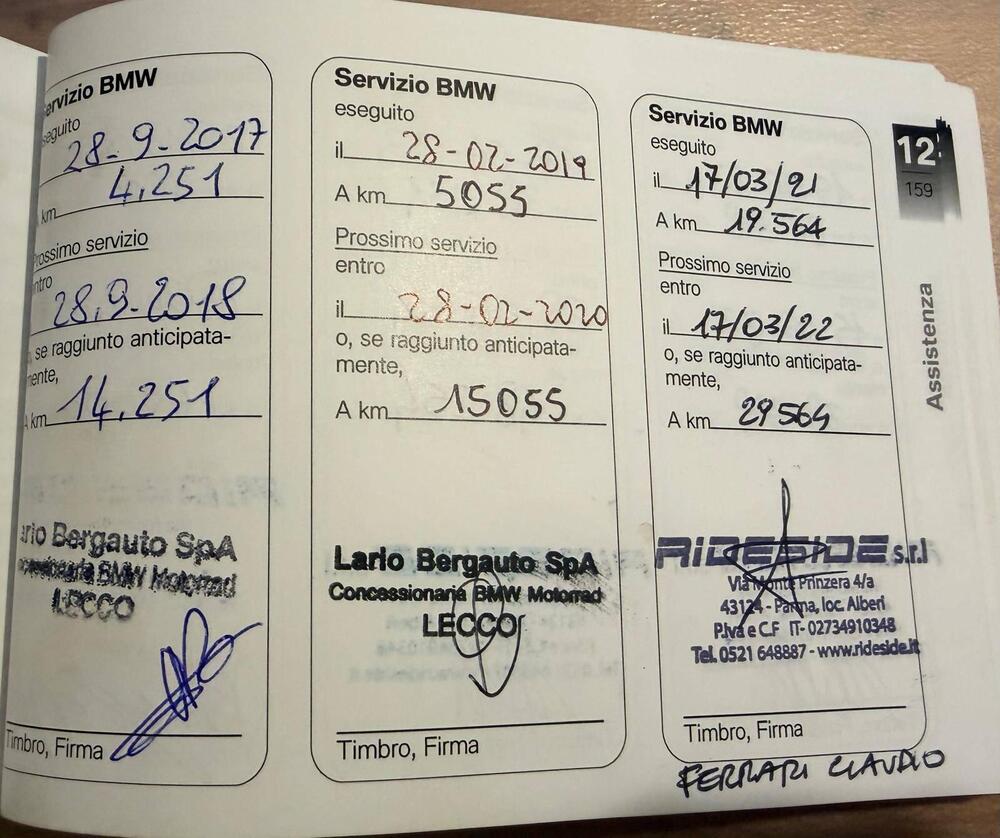 Servizio BMW
eseguito
28-9-2017
4.251
km
Prossimo servizio
entro
28.9-2018
o, se raggiunto anticipata-
mente,
A km 14.251
Lario Bergauto SpA
Concessionaria BMW Motorrad
LECCO
Timbro, Firma
Servizio BMW
eseguito
il 28-02-2019
A km 5055
Prossimo servizio
entro
il 28-02-2020
o, se raggiunto anticipata-
mente,
A km 15055
Lario Bergauto SpA
Concessionaria BMW Motorrad
LECCO
Timbro, Firma
Servizio BMW
eseguito
il 17/03/21
A km 19.564
Prossimo servizio
entro
il 17/03/22
o, se raggiunto anticipata-
mente,
A km 29564
RiDESiDE s.r.l
Via Monte Prinzera 4/a
43124 - Parma, loc. Alberi
P.Iva e C.F IT- 02734910348
Tel. 0521 648887 - www.rideside.it
Timbro, Firma
FERRARI CLAUDIO
12
159
Assistenza